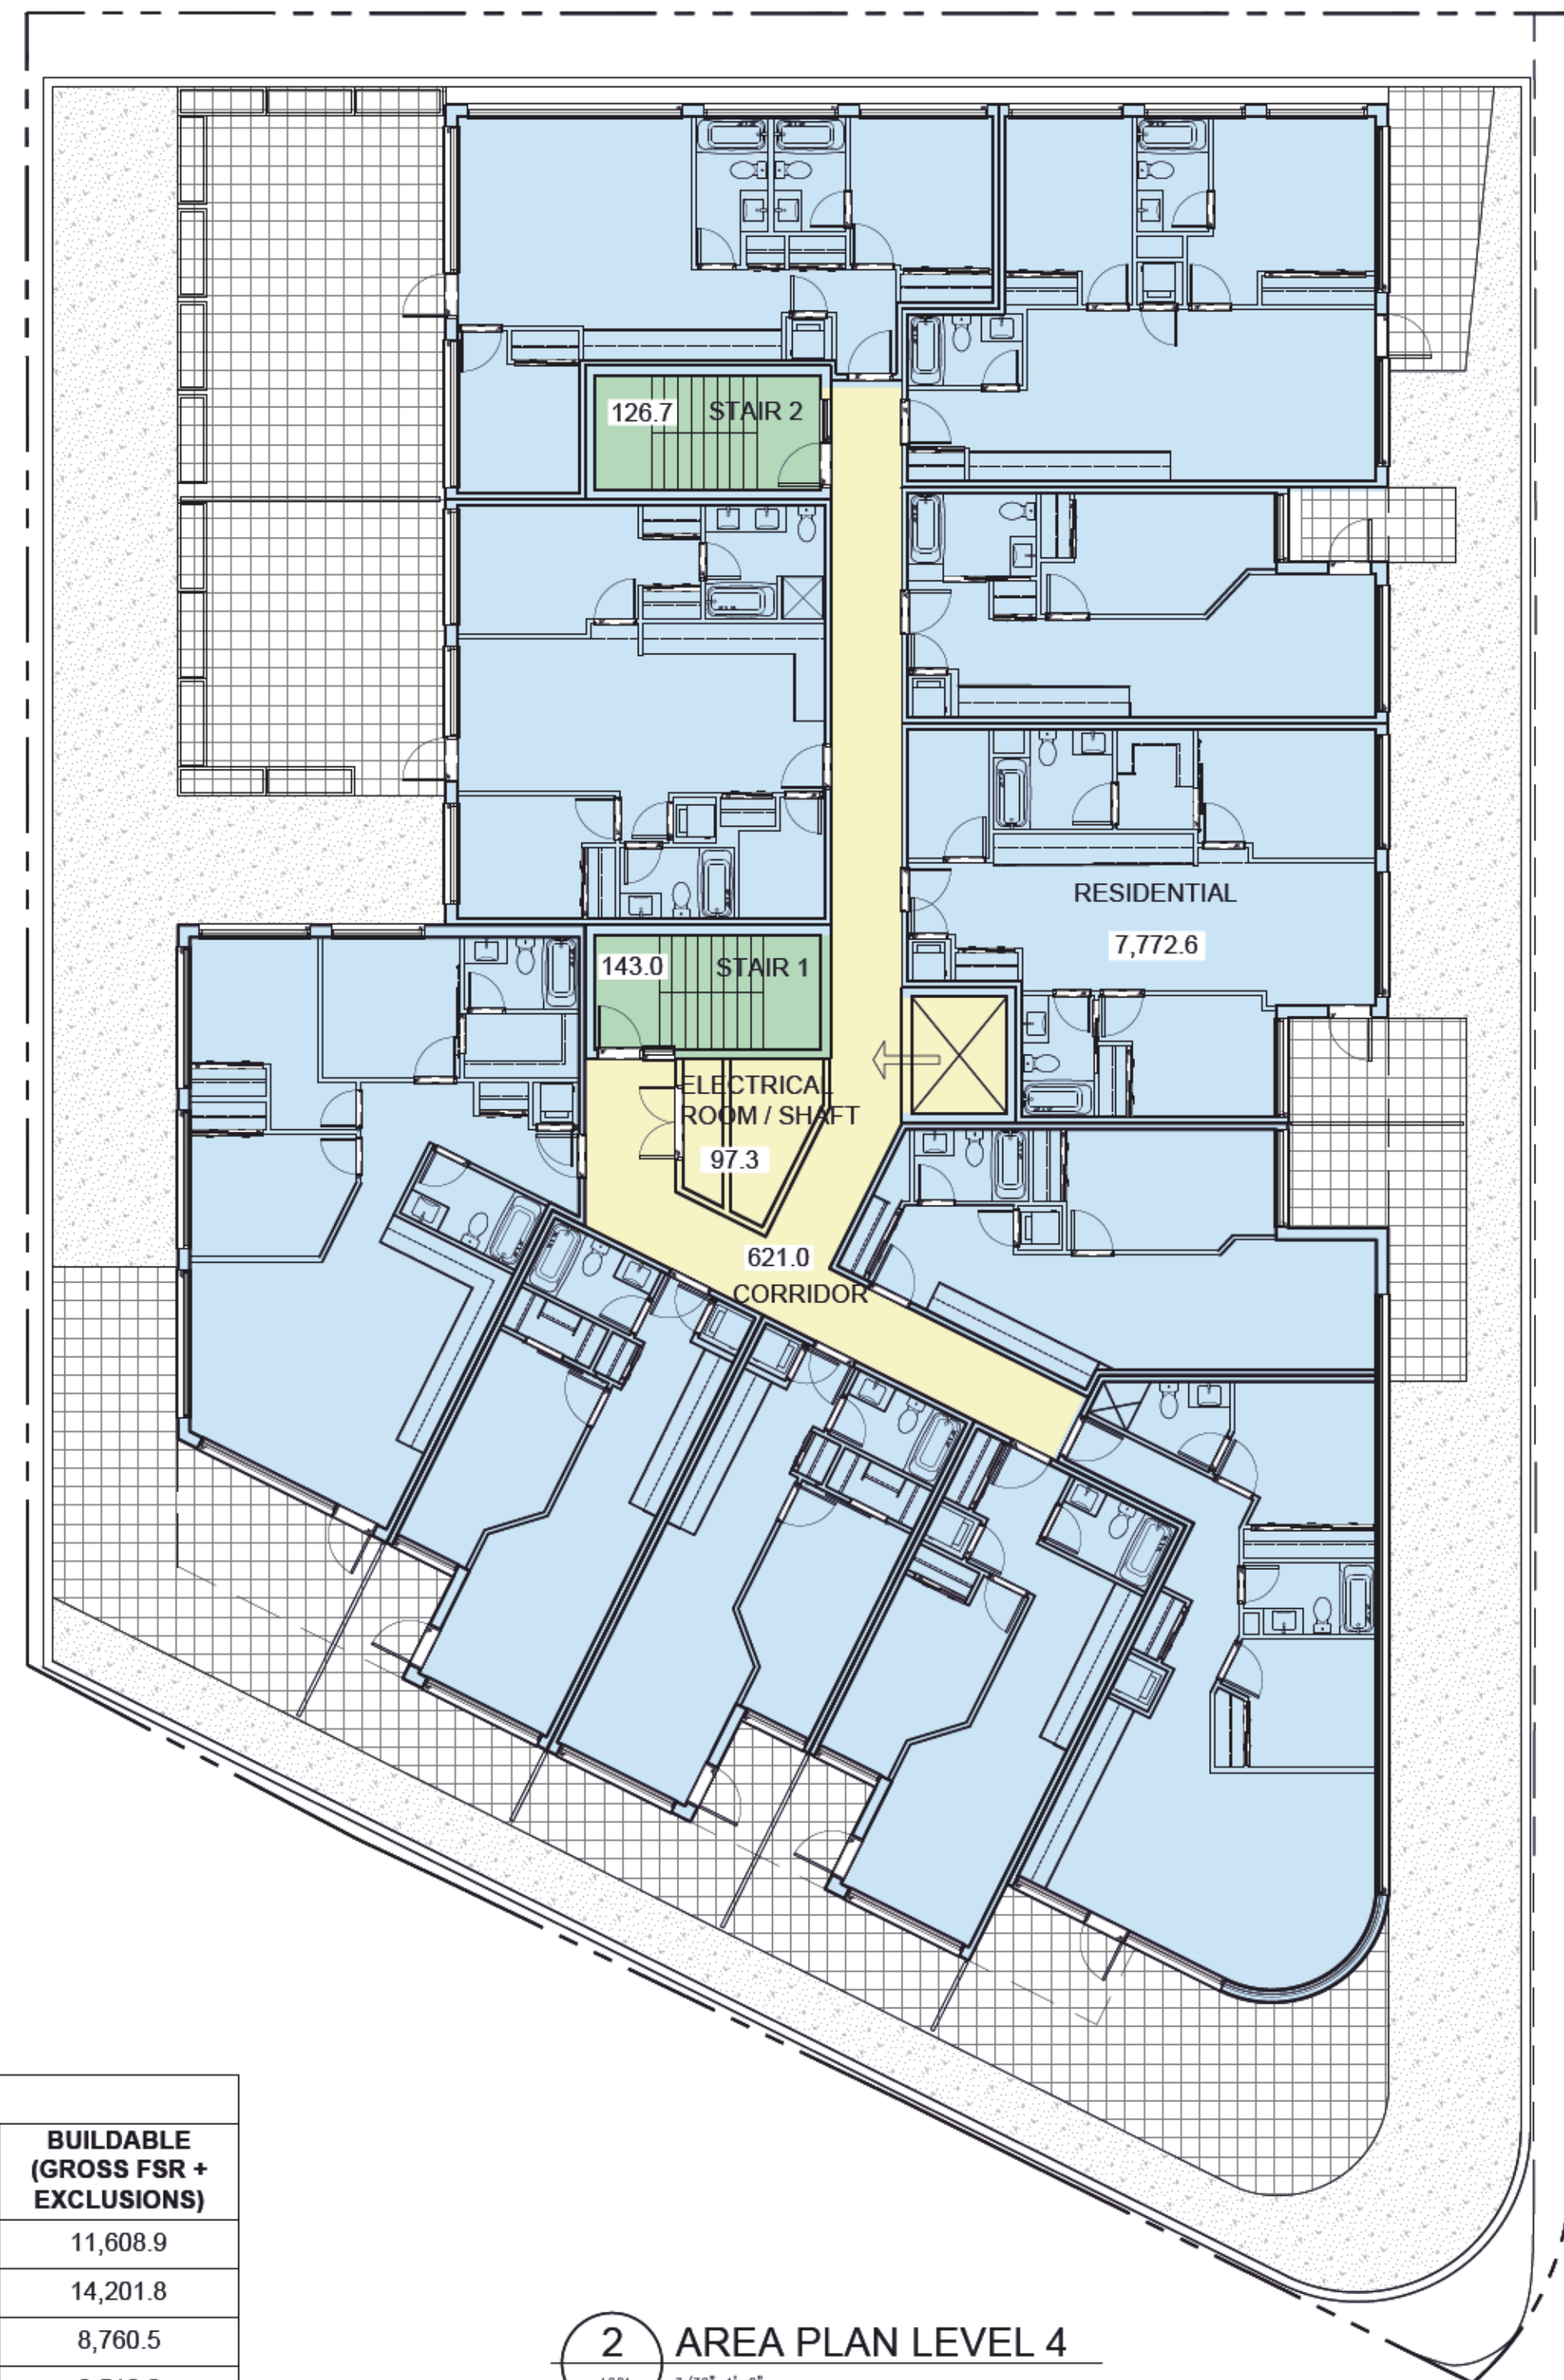 126.7 STAIR 2
RESIDENTIAL
7,772.6
143.0 STAIR 1
ELECTRICAL
ROOM / SHAFT
97.3
621.0
CORRIDOR
BUILDABLE
(GROSS FSR +
EXCLUSIONS)
11,608.9
14,201.8
8,760.5
2 AREA PLAN LEVEL 4